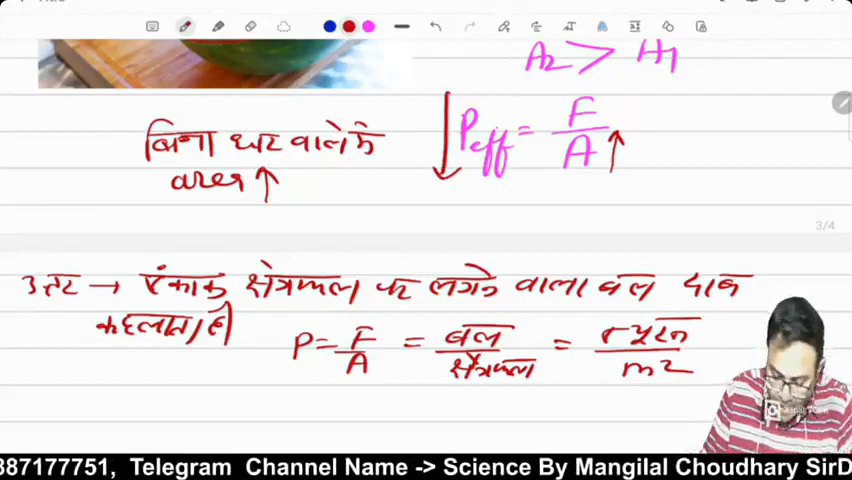 A2 > A1
Peff = F/A ↑
बिना धार वाले में
area ↑
3/4
उत्तर → एकांक क्षेत्रफल पर लगने वाला बल दाब
कहलाता है
P = F/A = बल/क्षेत्रफल = न्यूटन/m2
387177751, Telegram Channel Name -> Science By Mangilal Choudhary SirD